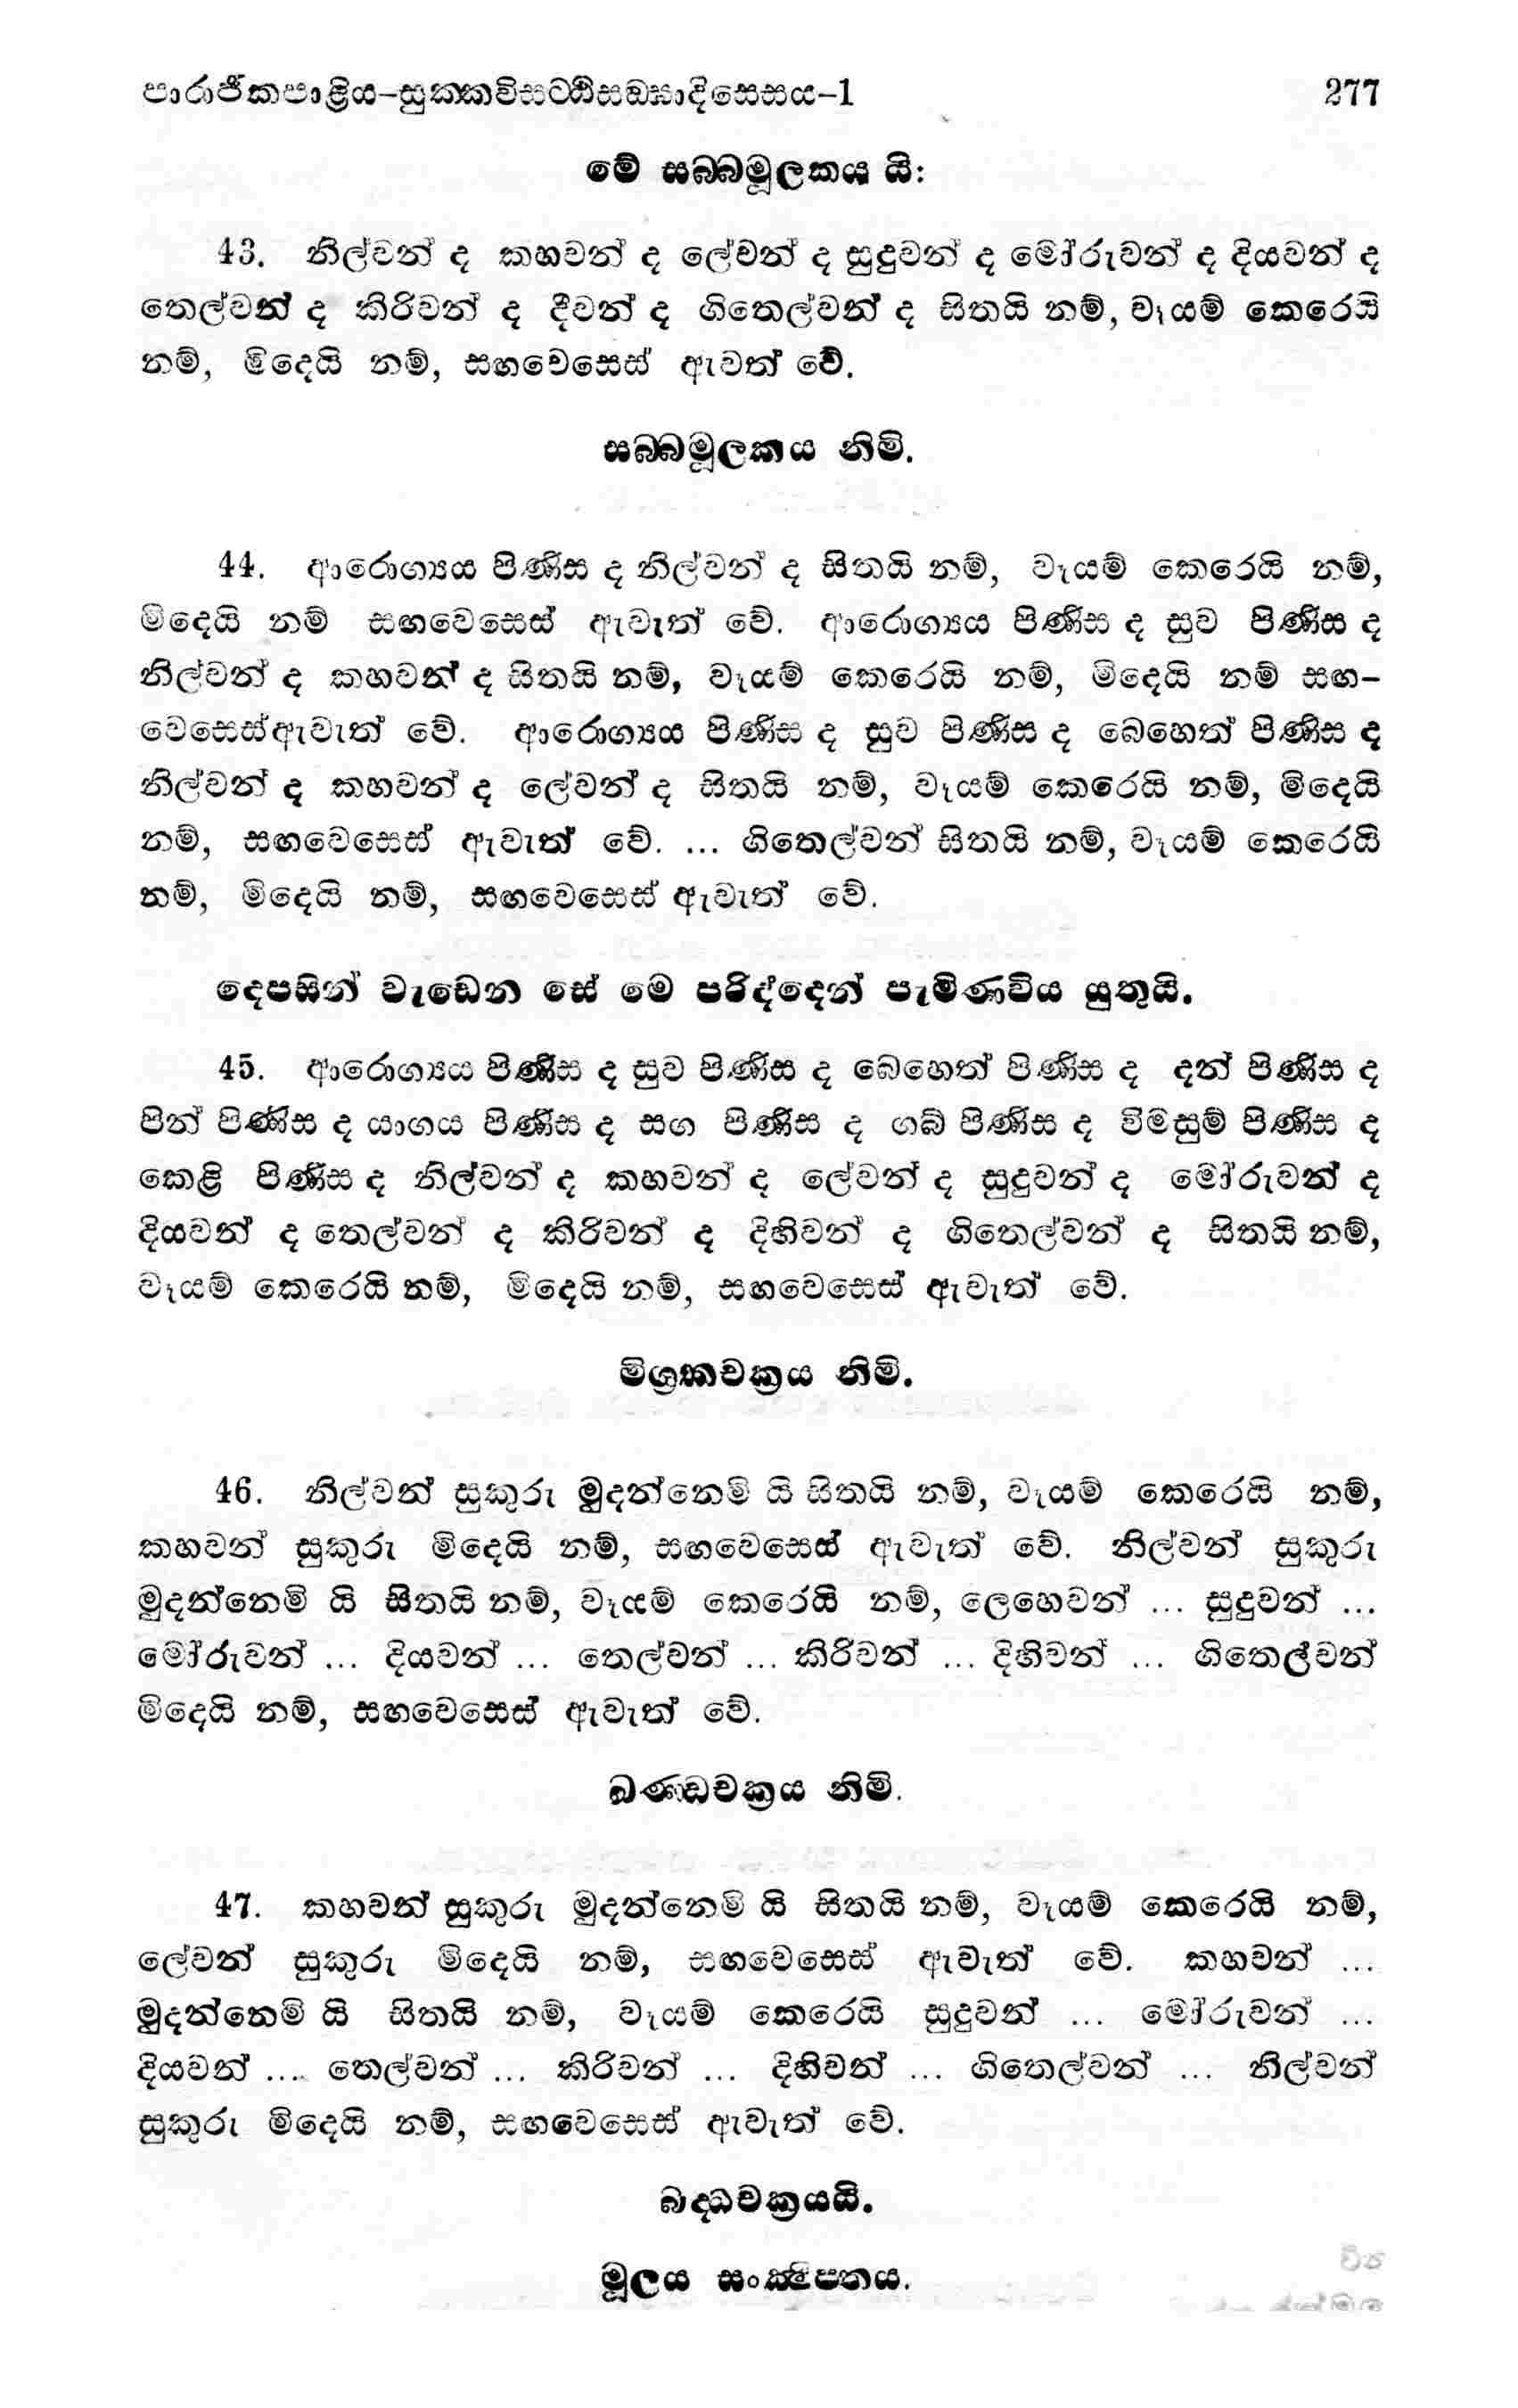 පාරාජිකපාළිය-සුක්කවිසට්ඨිසඞ්ඝාදිසෙසය-1 277
මේ සබ්බමූලකය යි:
43. නිල්වන් ද කහවන් ද ලේවන් ද සුදුවන් ද මෝරුවන් ද දියවන් ද
තෙල්වන් ද කිරිවන් ද දීවන් ද ගිතෙල්වන් ද සිතයි නම්, වෑයම් කෙරෙයි
නම්, මිදෙයි නම්, සඟවෙසෙස් ඇවත් වේ.
සබ්බමූලකය නිමි.
44. ආරොග්‍යය පිණිස ද නිල්වන් ද සිතයි නම්, වෑයම් කෙරෙයි නම්,
මිදෙයි නම් සඟවෙසෙස් ඇවැත් වේ. ආරොග්‍යය පිණිස ද සුව පිණිස ද
නිල්වන් ද කහවන් ද සිතයි නම්, වෑයම් කෙරෙයි නම්, මිදෙයි නම් සඟ-
වෙසෙස්ඇවැත් වේ. ආරොග්‍යය පිණිස ද සුව පිණිස ද බෙහෙත් පිණිස ද
නිල්වන් ද කහවන් ද ලේවන් ද සිතයි නම්, වෑයම් කෙරෙයි නම්, මිදෙයි
නම්, සඟවෙසෙස් ඇවැත් වේ. ... ගිතෙල්වන් සිතයි නම්, වෑයම් කෙරෙයි
නම්, මිදෙයි නම්, සඟවෙසෙස් ඇවැත් වේ.
දෙපසින් වැඩෙන සේ මෙ පරිද්දෙන් පැමිණවිය යුතුයි.
45. ආරොග්‍යය පිණිස ද සුව පිණිස ද බෙහෙත් පිණිස ද දන් පිණිස ද
පින් පිණිස ද යාගය පිණිස ද සග පිණිස ද ගබ් පිණිස ද විමසුම් පිණිස ද
කෙළි පිණිස ද නිල්වන් ද කහවන් ද ලේවන් ද සුදුවන් ද මෝරුවන් ද
දියවන් ද තෙල්වන් ද කිරිවන් ද දිහිවන් ද ගිතෙල්වන් ද සිතයි නම්,
වෑයම් කෙරෙයි නම්, මිදෙයි නම්, සඟවෙසෙස් ඇවැත් වේ.
මිශ්‍රකචක්‍රය නිමි.
46. නිල්වන් සුකුරු මුදන්නෙමි යි සිතයි නම්, වෑයම් කෙරෙයි නම්,
කහවන් සුකුරු මිදෙයි නම්, සඟවෙසෙස් ඇවැත් වේ. නිල්වන් සුකුරු
මුදන්නෙමි යි සිතයි නම්, වෑයම් කෙරෙයි නම්, ලෙහෙවන් ... සුදුවන් ...
මෝරුවන් ... දියවන් ... තෙල්වන් ... කිරිවන් ... දිහිවන් ... ගිතෙල්වන්
මිදෙයි නම්, සඟවෙසෙස් ඇවැත් වේ.
ඛණ්ඩචක්‍රය නිමි.
47. කහවන් සුකුරු මුදන්නෙමි යි සිතයි නම්, වෑයම් කෙරෙයි නම්,
ලේවන් සුකුරු මිදෙයි නම්, සඟවෙසෙස් ඇවැත් වේ. කහවන් ...
මුදන්නෙමි යි සිතයි නම්, වෑයම් කෙරෙයි සුදුවන් ... මෝරුවන් ...
දියවන් .... තෙල්වන් ... කිරිවන් ... දිහිවන් ... ගිතෙල්වන් ... නිල්වන්
සුකුරු මිදෙයි නම්, සඟවෙසෙස් ඇවැත් වේ.
බද්ධචක්‍රයයි.
මූලය සංක්ෂිප්තය.